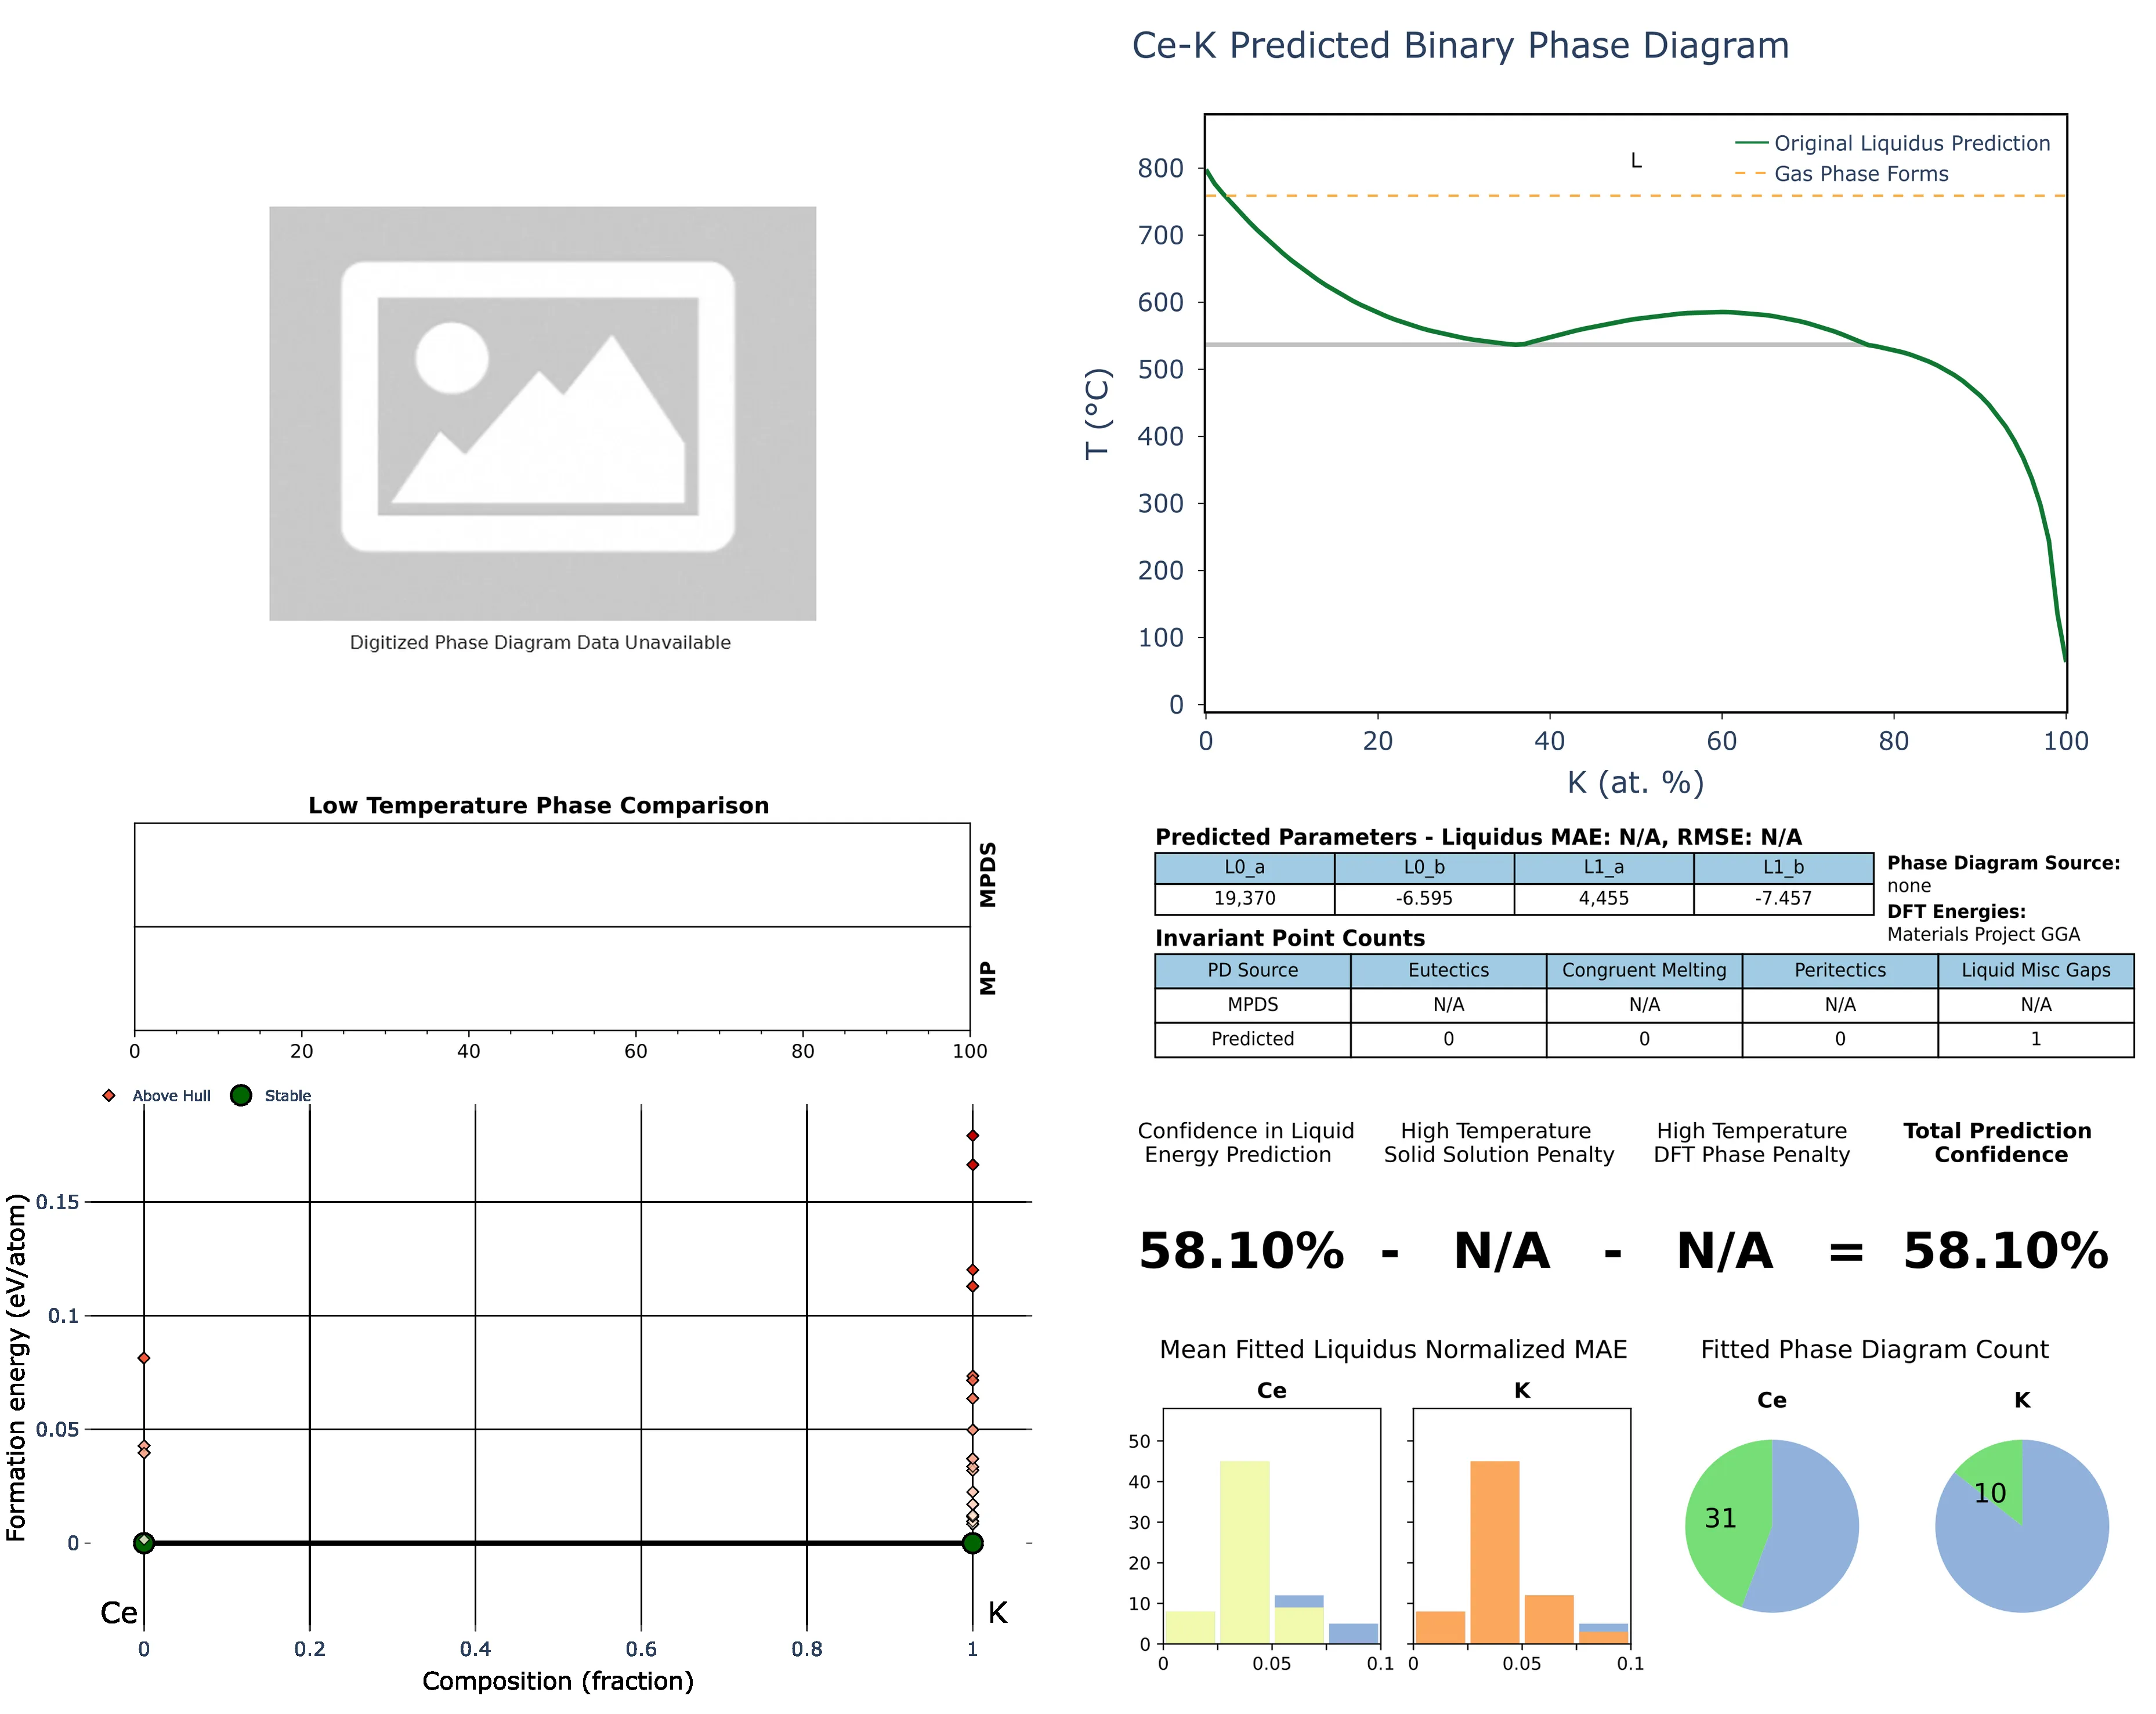 Ce-K Predicted Binary Phase Diagram
Digitized Phase Diagram Data Unavailable
Original Liquidus Prediction
Gas Phase Forms
L
800
700
600
500
400
300
200
100
0
T (°C)
0 20 40 60 80 100
K (at. %)
Low Temperature Phase Comparison
MPDS
MP
0 20 40 60 80 100
Above Hull Stable
0.15
0.1
0.05
0
Formation energy (eV/atom)
Ce K
0 0.2 0.4 0.6 0.8 1
Composition (fraction)
Predicted Parameters - Liquidus MAE: N/A, RMSE: N/A
L0_a L0_b L1_a L1_b
19,370 -6.595 4,455 -7.457
Phase Diagram Source:
none
DFT Energies:
Materials Project GGA
Invariant Point Counts
PD Source Eutectics Congruent Melting Peritectics Liquid Misc Gaps
MPDS N/A N/A N/A N/A
Predicted 0 0 0 1
Confidence in Liquid
Energy Prediction
High Temperature
Solid Solution Penalty
High Temperature
DFT Phase Penalty
Total Prediction
Confidence
58.10% - N/A - N/A = 58.10%
Mean Fitted Liquidus Normalized MAE
Ce K
50
40
30
20
10
0
0 0.05 0.1 0 0.05 0.1
Fitted Phase Diagram Count
Ce K
31 10